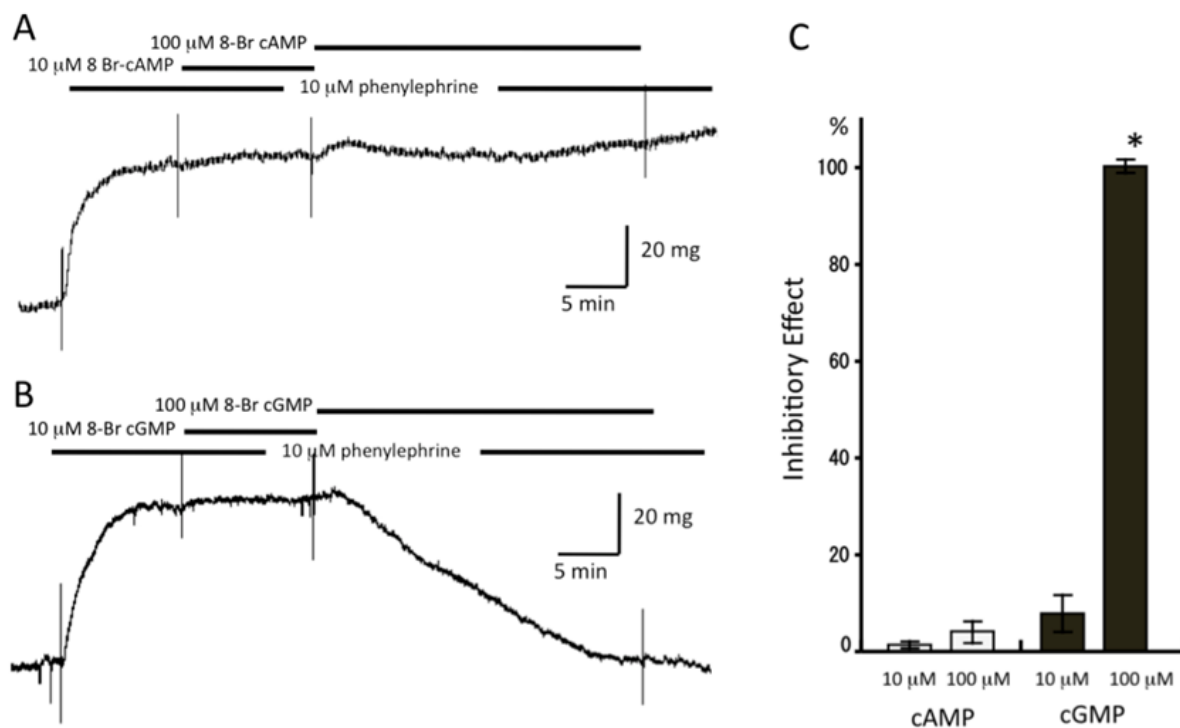 A
100 μM 8-Br cAMP
10 μM 8 Br-cAMP
10 μM phenylephrine
20 mg
5 min
B
100 μM 8-Br cGMP
10 μM 8-Br cGMP
10 μM phenylephrine
20 mg
5 min
C
%
*
100
80
60
40
20
0
Inhibitiory Effect
10 μM 100 μM 10 μM 100 μM
cAMP cGMP